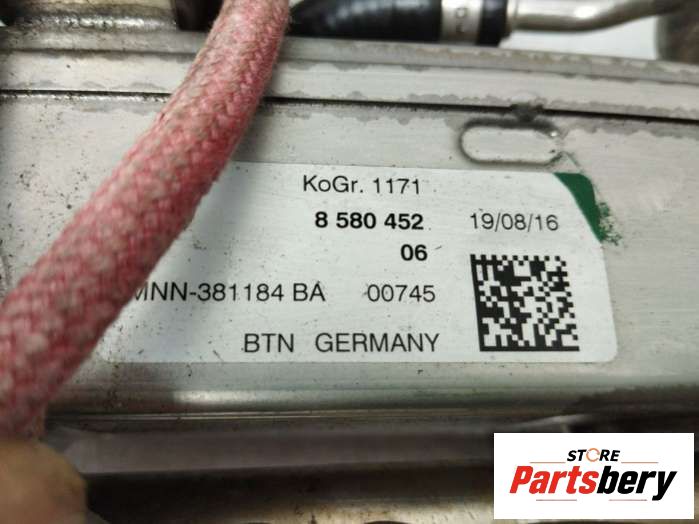 KoGr. 1171
8 580 452 19/08/16
06
MNN-381184 BA 00745
BTN GERMANY
STORE
Partsbery